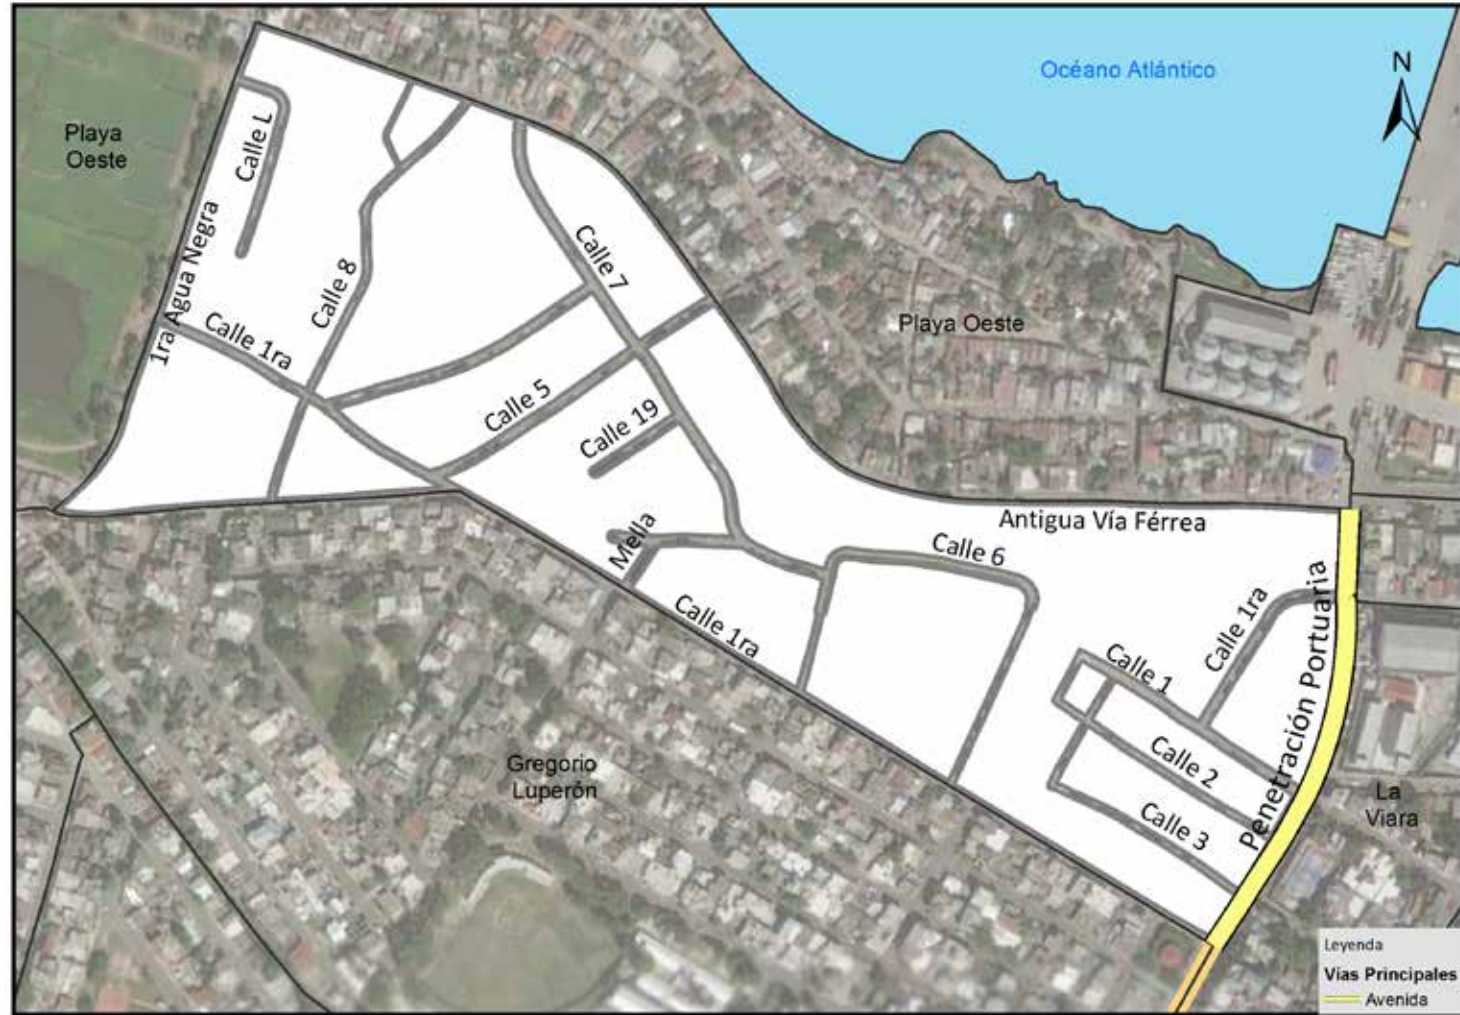 Océano Atlántico
N
Playa
Oeste
Calle L
1ra Agua Negra
Calle 8
Calle 7
Calle 1ra
Playa Oeste
Calle 5
Calle 19
Antigua Vía Férrea
Mella
Calle 6
Calle 1ra
Calle 1ra
Penetración Portuaria
Calle 1
Calle 2
Calle 3
Gregorio
Luperón
La
Viara
Leyenda
Vías Principales
Avenida